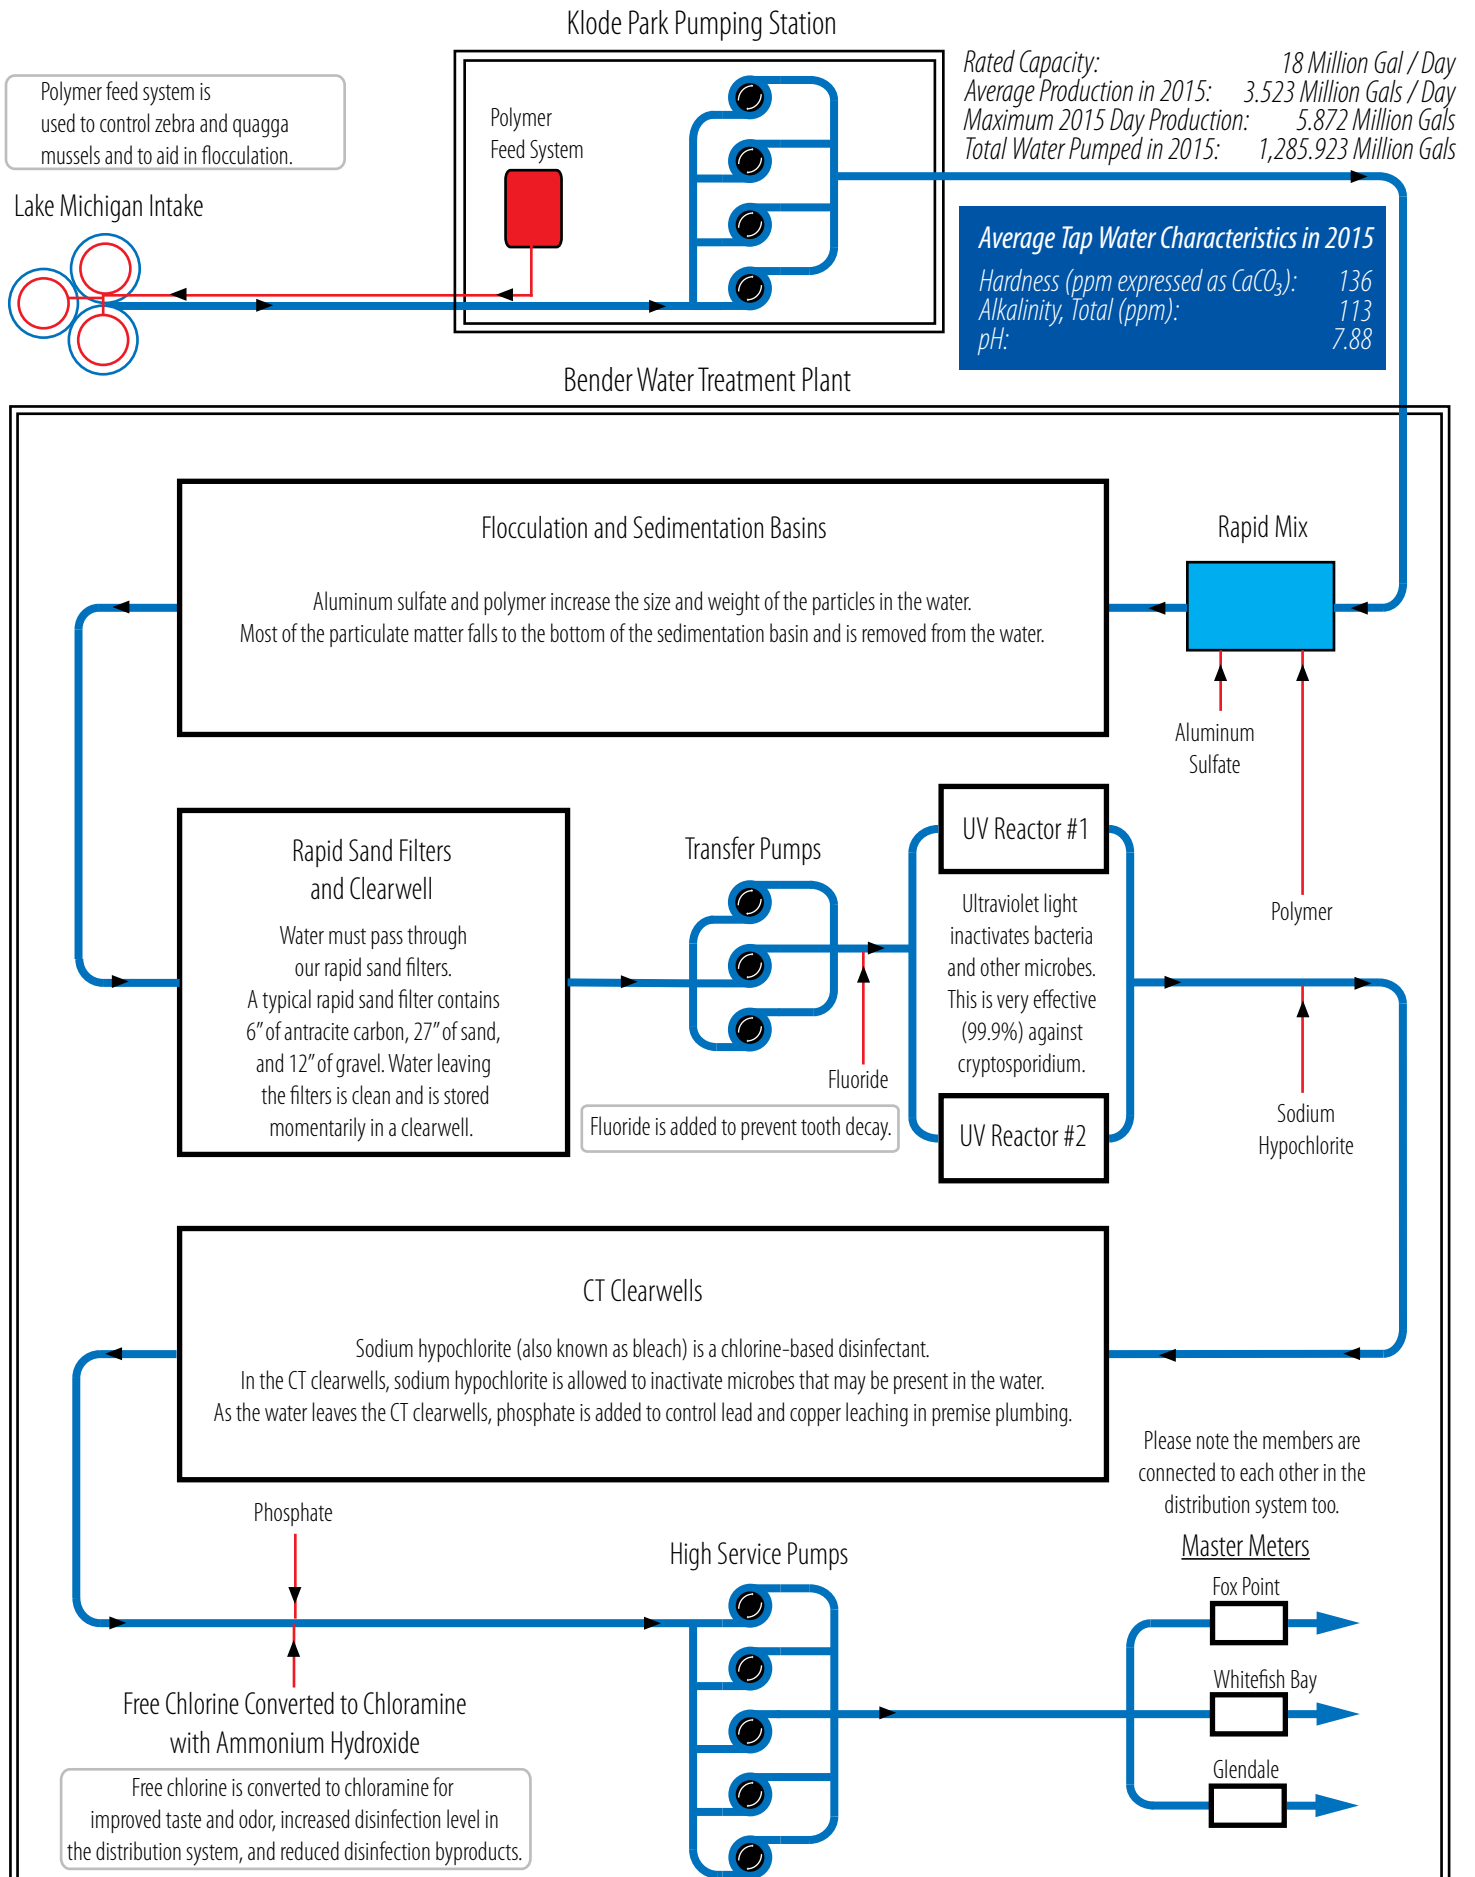 Klode Park Pumping Station
Polymer feed system is
used to control zebra and quagga
mussels and to aid in flocculation.
Polymer
Feed System
Rated Capacity: 18 Million Gal / Day
Average Production in 2015: 3.523 Million Gals / Day
Maximum 2015 Day Production: 5.872 Million Gals
Total Water Pumped in 2015: 1,285.923 Million Gals
Lake Michigan Intake
Average Tap Water Characteristics in 2015
Hardness (ppm expressed as CaCO₃): 136
Alkalinity, Total (ppm): 113
pH: 7.88
Bender Water Treatment Plant
Flocculation and Sedimentation Basins
Aluminum sulfate and polymer increase the size and weight of the particles in the water.
Most of the particulate matter falls to the bottom of the sedimentation basin and is removed from the water.
Rapid Mix
Aluminum
Sulfate
Polymer
Rapid Sand Filters
and Clearwell
Water must pass through
our rapid sand filters.
A typical rapid sand filter contains
6” of antracite carbon, 27” of sand,
and 12” of gravel. Water leaving
the filters is clean and is stored
momentarily in a clearwell.
Transfer Pumps
Fluoride
Fluoride is added to prevent tooth decay.
UV Reactor #1
Ultraviolet light
inactivates bacteria
and other microbes.
This is very effective
(99.9%) against
cryptosporidium.
UV Reactor #2
Sodium
Hypochlorite
CT Clearwells
Sodium hypochlorite (also known as bleach) is a chlorine-based disinfectant.
In the CT clearwells, sodium hypochlorite is allowed to inactivate microbes that may be present in the water.
As the water leaves the CT clearwells, phosphate is added to control lead and copper leaching in premise plumbing.
Phosphate
Free Chlorine Converted to Chloramine
with Ammonium Hydroxide
Free chlorine is converted to chloramine for
improved taste and odor, increased disinfection level in
the distribution system, and reduced disinfection byproducts.
High Service Pumps
Please note the members are
connected to each other in the
distribution system too.
Master Meters
Fox Point
Whitefish Bay
Glendale